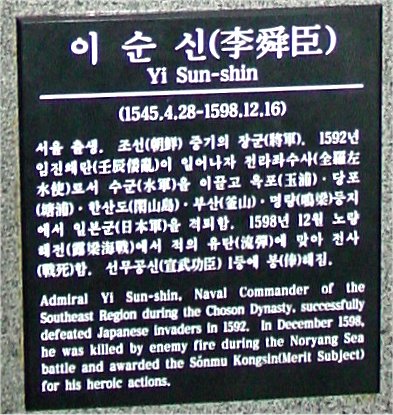 이 순 신(李舜臣)
Yi Sun-shin
(1545.4.28-1598.12.16)
서울 출생. 조선(朝鮮) 중기의 장군(將軍). 1592년
임진왜란(壬辰倭亂)이 일어나자 전라좌수사(全羅左
水使)로서 수군(水軍)을 이끌고 옥포(玉浦)·당포
(塘浦)·한산도(閑山島)·부산(釜山)·명량(鳴梁)등지
에서 일본군(日本軍)을 격퇴함. 1598년 12월 노량
해전(露梁海戰)에서 적의 유탄(流彈)에 맞아 전사
(戰死)함. 선무공신(宣武功臣) 1등에 봉(俸)해짐.
Admiral Yi Sun-shin, Naval Commander of the
Southeast Region during the Choson Dynasty, successfully
defeated Japanese invaders in 1592. In December 1598,
he was killed by enemy fire during the Noryang Sea
battle and awarded the Sŏnmu Kongsin(Merit Subject)
for his heroic actions.